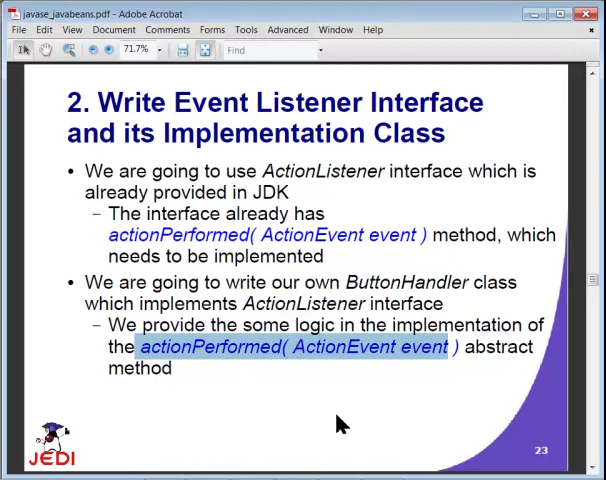 javase_javabeans.pdf - Adobe Acrobat
File Edit View Document Comments Forms Tools Advanced Window Help
71.7% Find
2. Write Event Listener Interface
and its Implementation Class
• We are going to use ActionListener interface which is
already provided in JDK
– The interface already has
actionPerformed( ActionEvent event ) method, which
needs to be implemented
• We are going to write our own ButtonHandler class
which implements ActionListener interface
– We provide the some logic in the implementation of
the actionPerformed( ActionEvent event ) abstract
method
JEDI
23